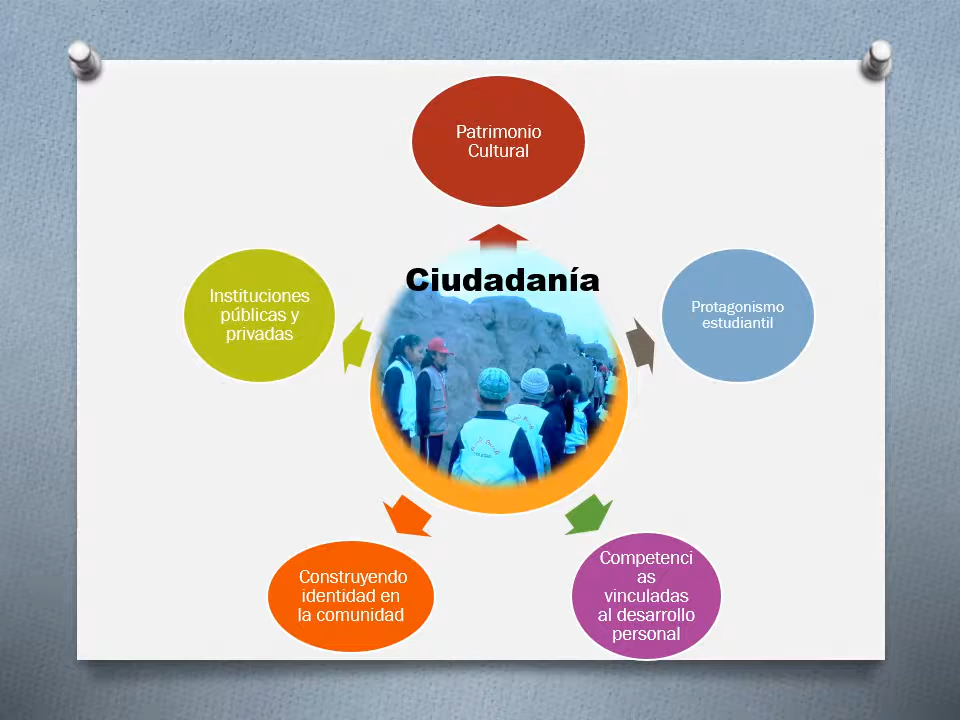 Patrimonio
Cultural
Ciudadanía
Instituciones
públicas y
privadas
Protagonismo
estudiantil
Construyendo
identidad en
la comunidad
Competenci
as
vinculadas
al desarrollo
personal